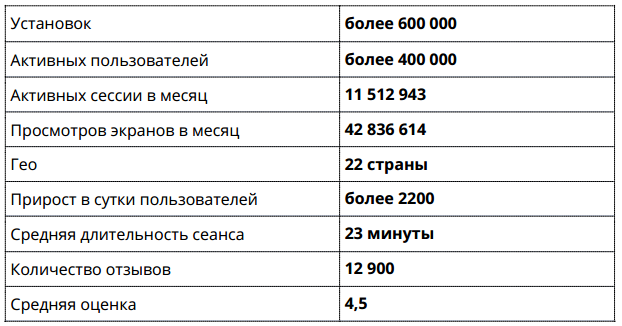 Установок более 600 000
Активных пользователей более 400 000
Активных сессии в месяц 11 512 943
Просмотров экранов в месяц 42 836 614
Гео 22 страны
Прирост в сутки пользователей более 2200
Средняя длительность сеанса 23 минуты
Количество отзывов 12 900
Средняя оценка 4,5